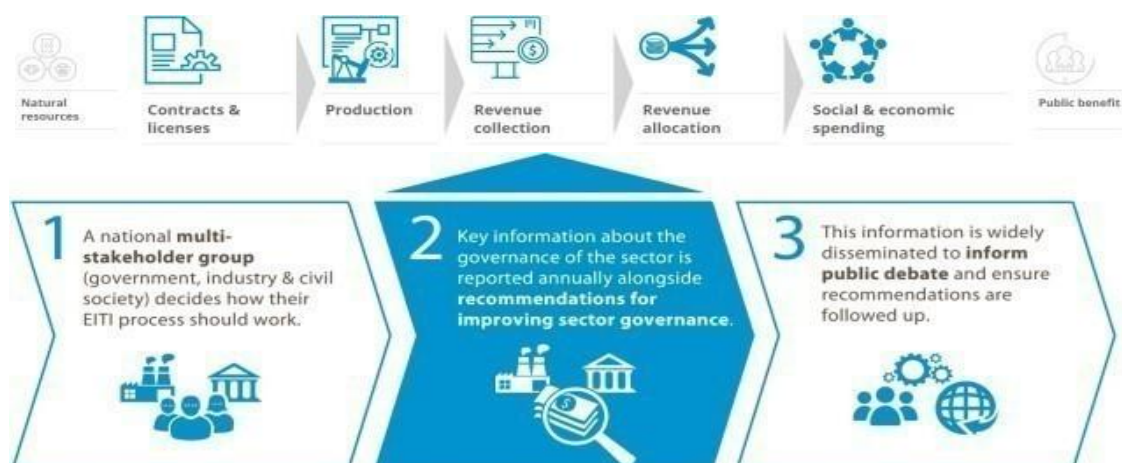 Natural
resources
Contracts &
licenses
Production
Revenue
collection
Revenue
allocation
Social & economic
spending
Public benefit
1
A national multi-
stakeholder group
(government, industry & civil
society) decides how their
EITI process should work.
2
Key information about the
governance of the sector is
reported annually alongside
recommendations for
improving sector governance.
3
This information is widely
disseminated to inform
public debate and ensure
recommendations are
followed up.